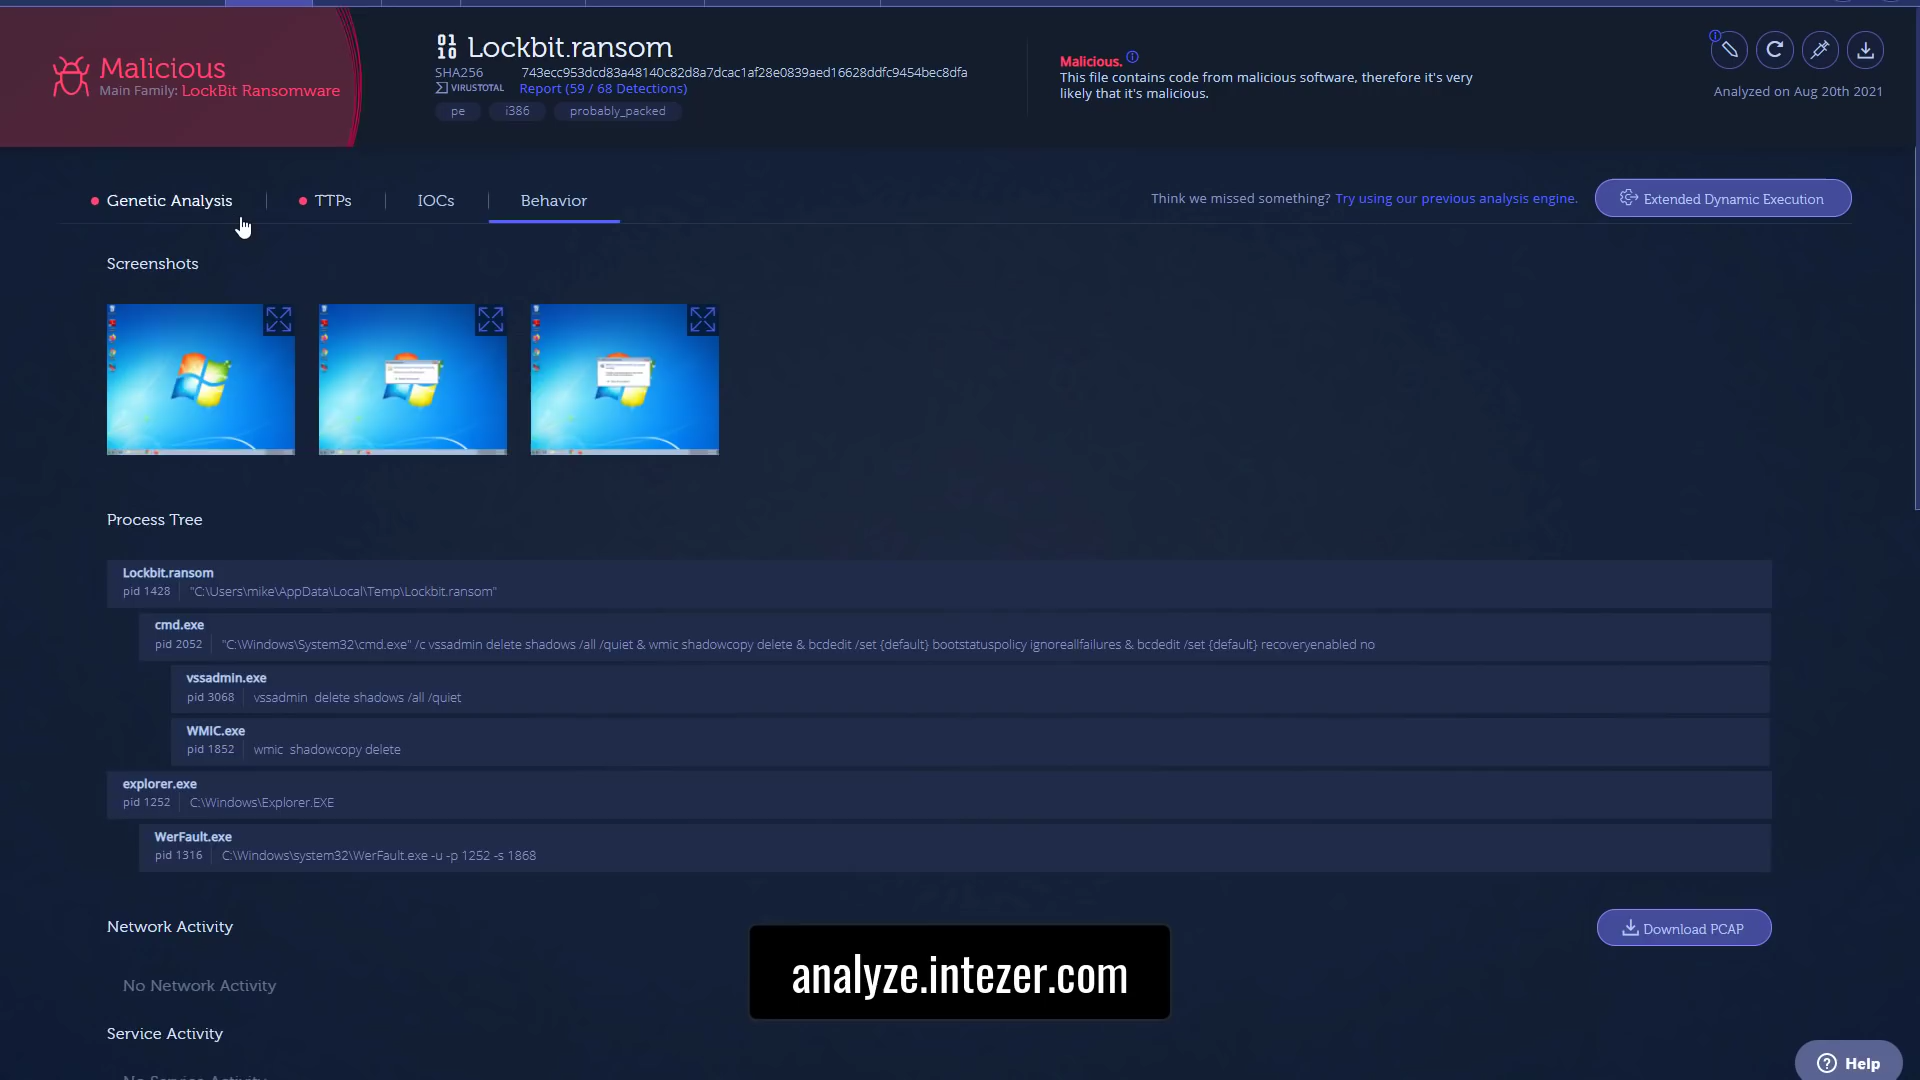 Malicious
Main Family: LockBit Ransomware
Lockbit.ransom
SHA256 743ecc953dcd83a48140c82d8a7dcac1af28e0839aed16628ddfc9454bec8dfa
VIRUSTOTAL Report (59 / 68 Detections)
pe i386 probably_packed
Malicious.
This file contains code from malicious software, therefore it's very
likely that it's malicious.
Analyzed on Aug 20th 2021
Genetic Analysis TTPs IOCs Behavior
Think we missed something? Try using our previous analysis engine.
Extended Dynamic Execution
Screenshots
Process Tree
Lockbit.ransom
pid 1428 "C:\Users\mike\AppData\Local\Temp\Lockbit.ransom"
cmd.exe
pid 2052 "C:\Windows\System32\cmd.exe" /c vssadmin delete shadows /all /quiet & wmic shadowcopy delete & bcdedit /set {default} bootstatuspolicy ignoreallfailures & bcdedit /set {default} recoveryenabled no
vssadmin.exe
pid 3068 vssadmin delete shadows /all /quiet
WMIC.exe
pid 1852 wmic shadowcopy delete
explorer.exe
pid 1252 C:\Windows\Explorer.EXE
WerFault.exe
pid 1316 C:\Windows\system32\WerFault.exe -u -p 1252 -s 1868
Network Activity
Download PCAP
No Network Activity
analyze.intezer.com
Service Activity
No Service Activity
Help